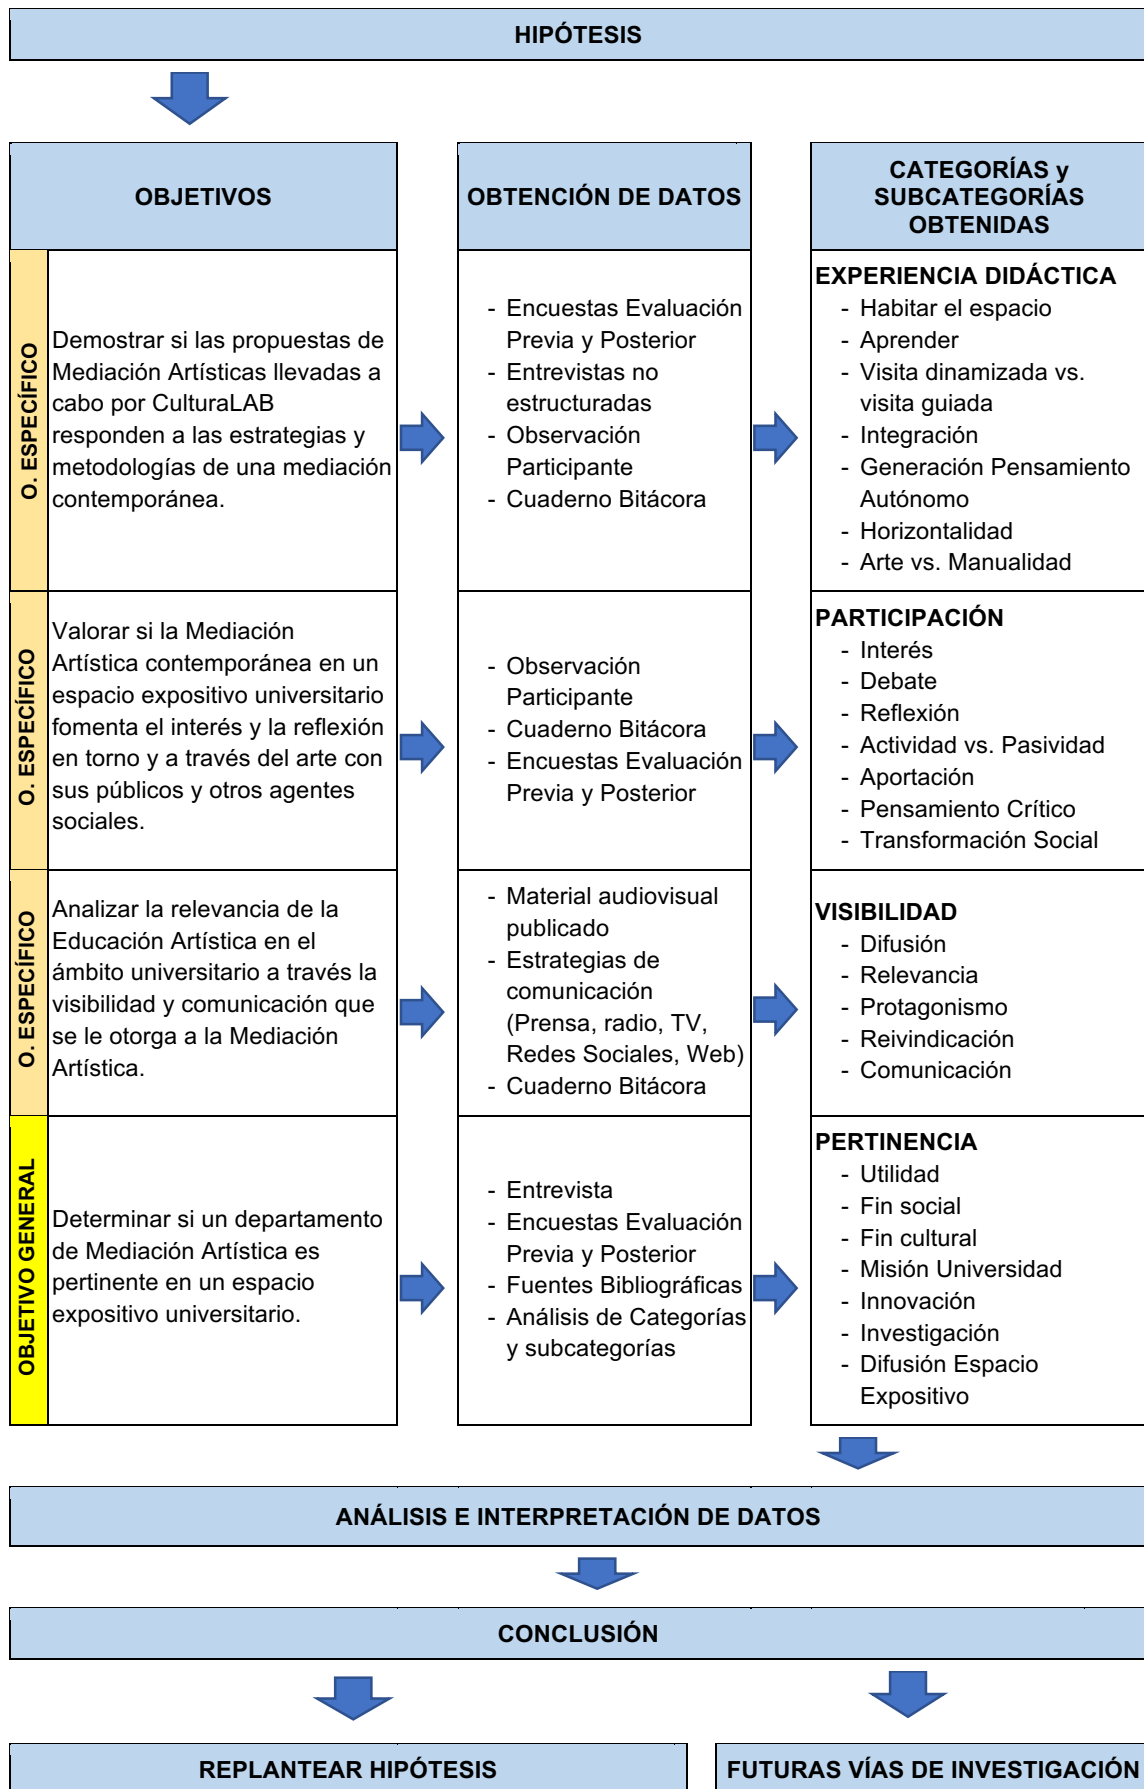 HIPÓTESIS
OBJETIVOS
OBTENCIÓN DE DATOS
CATEGORÍAS y
SUBCATEGORÍAS
OBTENIDAS
O. ESPECÍFICO
Demostrar si las propuestas de
Mediación Artísticas llevadas a
cabo por CulturaLAB
responden a las estrategias y
metodologías de una mediación
contemporánea.
- Encuestas Evaluación
Previa y Posterior
- Entrevistas no
estructuradas
- Observación
Participante
- Cuaderno Bitácora
EXPERIENCIA DIDÁCTICA
- Habitar el espacio
- Aprender
- Visita dinamizada vs.
visita guiada
- Integración
- Generación Pensamiento
Autónomo
- Horizontalidad
- Arte vs. Manualidad
O. ESPECÍFICO
Valorar si la Mediación
Artística contemporánea en un
espacio expositivo universitario
fomenta el interés y la reflexión
en torno y a través del arte con
sus públicos y otros agentes
sociales.
- Observación
Participante
- Cuaderno Bitácora
- Encuestas Evaluación
Previa y Posterior
PARTICIPACIÓN
- Interés
- Debate
- Reflexión
- Actividad vs. Pasividad
- Aportación
- Pensamiento Crítico
- Transformación Social
O. ESPECÍFICO
Analizar la relevancia de la
Educación Artística en el
ámbito universitario a través la
visibilidad y comunicación que
se le otorga a la Mediación
Artística.
- Material audiovisual
publicado
- Estrategias de
comunicación
(Prensa, radio, TV,
Redes Sociales, Web)
- Cuaderno Bitácora
VISIBILIDAD
- Difusión
- Relevancia
- Protagonismo
- Reivindicación
- Comunicación
OBJETIVO GENERAL
Determinar si un departamento
de Mediación Artística es
pertinente en un espacio
expositivo universitario.
- Entrevista
- Encuestas Evaluación
Previa y Posterior
- Fuentes Bibliográficas
- Análisis de Categorías
y subcategorías
PERTINENCIA
- Utilidad
- Fin social
- Fin cultural
- Misión Universidad
- Innovación
- Investigación
- Difusión Espacio
Expositivo
ANÁLISIS E INTERPRETACIÓN DE DATOS
CONCLUSIÓN
REPLANTEAR HIPÓTESIS
FUTURAS VÍAS DE INVESTIGACIÓN